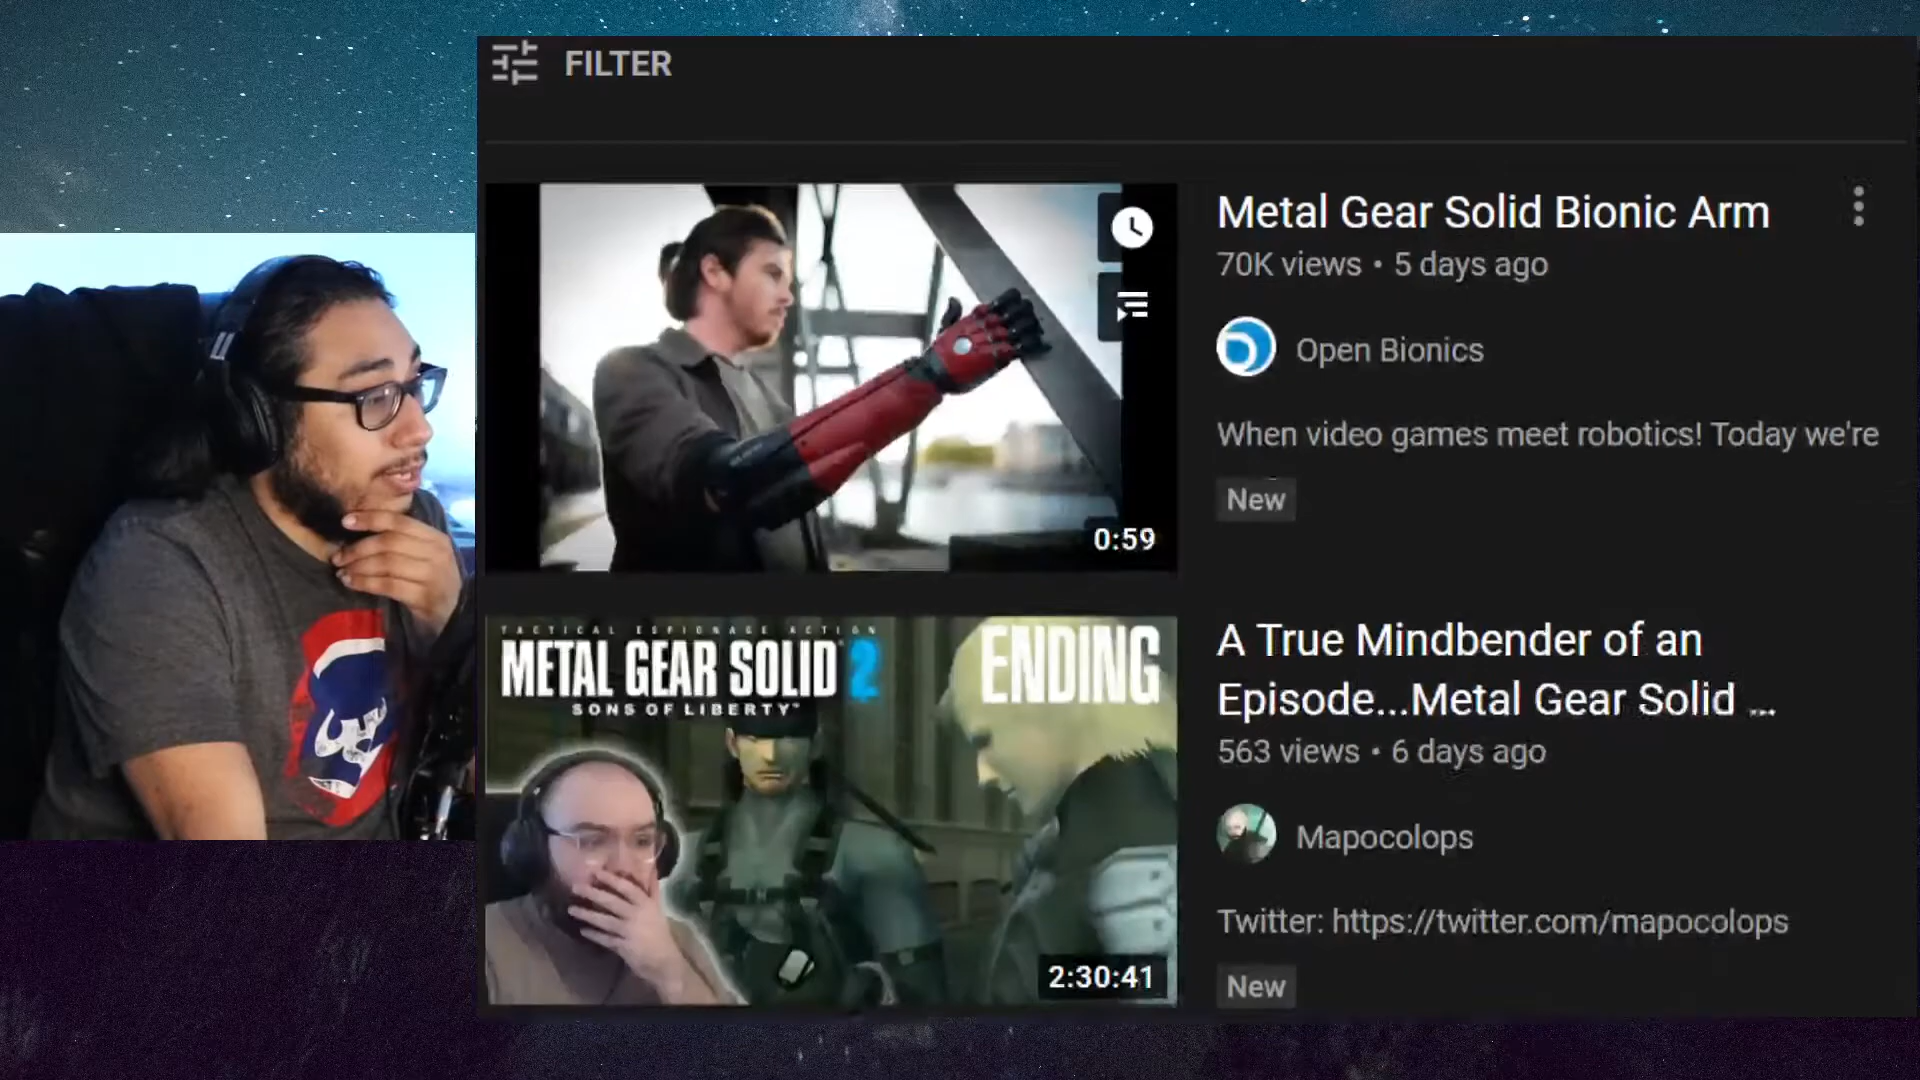 FILTER
Metal Gear Solid Bionic Arm
70K views • 5 days ago
Open Bionics
When video games meet robotics! Today we're
New
0:59
TACTICAL ESPIONAGE ACTION
METAL GEAR SOLID 2
SONS OF LIBERTY
ENDING
2:30:41
A True Mindbender of an
Episode...Metal Gear Solid ...
563 views • 6 days ago
Mapocolops
Twitter: https://twitter.com/mapocolops
New